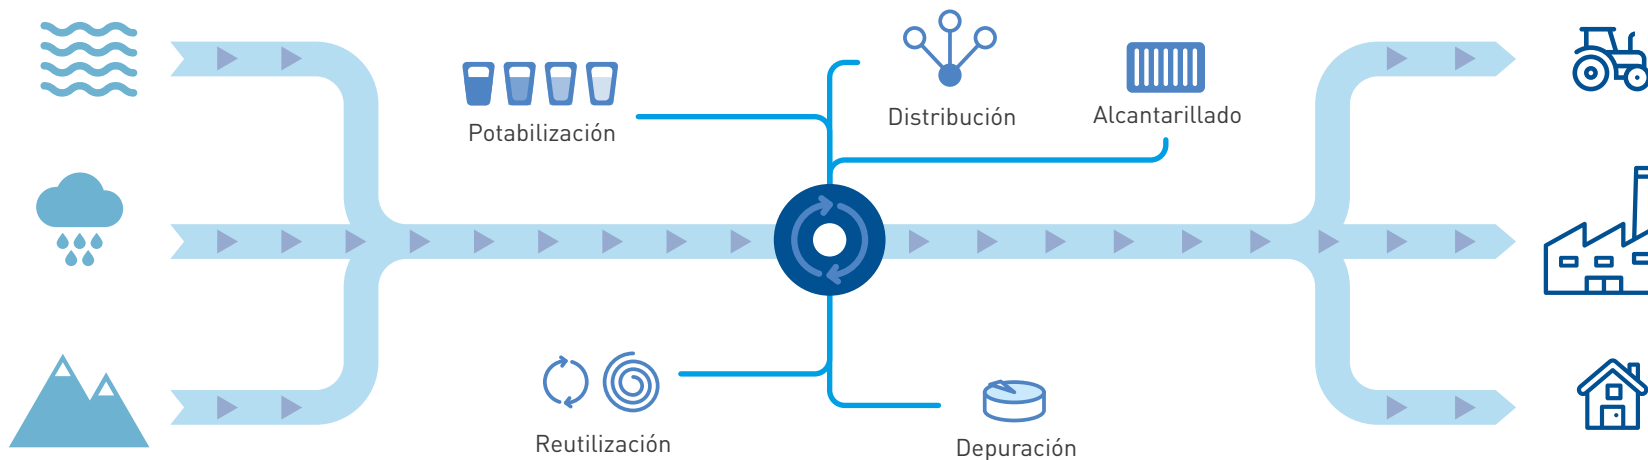 Potabilización
Distribución
Alcantarillado
Reutilización
Depuración